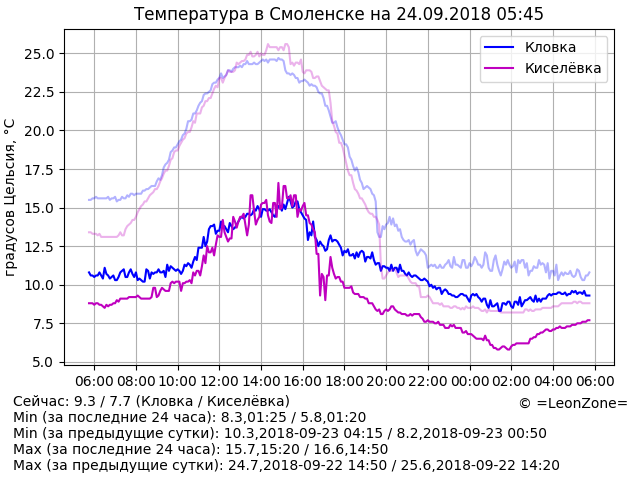 Температура в Смоленске на 24.09.2018 05:45
градусов Цельсия, °C
25.0
22.5
20.0
17.5
15.0
12.5
10.0
7.5
5.0
Кловка
Киселёвка
06:00 08:00 10:00 12:00 14:00 16:00 18:00 20:00 22:00 00:00 02:00 04:00 06:00
© =LeonZone=
Сейчас: 9.3 / 7.7 (Кловка / Киселёвка)
Min (за последние 24 часа): 8.3,01:25 / 5.8,01:20
Min (за предыдущие сутки): 10.3,2018-09-23 04:15 / 8.2,2018-09-23 00:50
Max (за последние 24 часа): 15.7,15:20 / 16.6,14:50
Max (за предыдущие сутки): 24.7,2018-09-22 14:50 / 25.6,2018-09-22 14:20